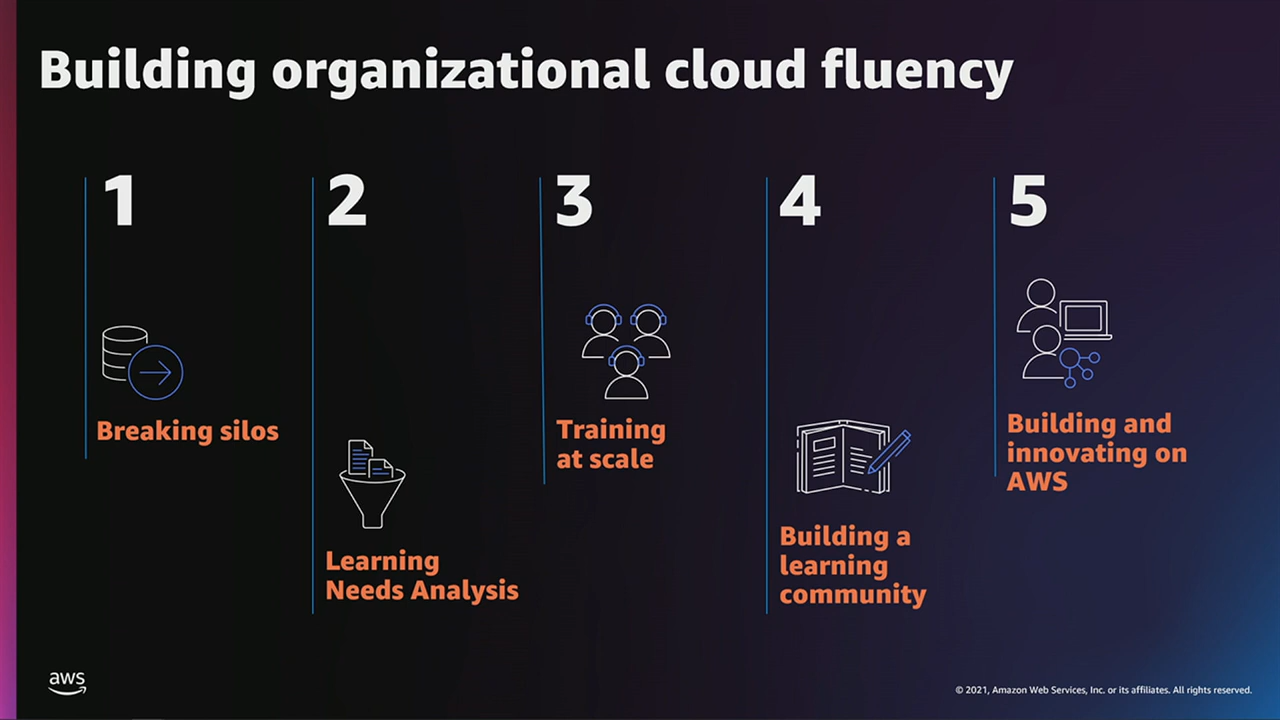 Building organizational cloud fluency
1
Breaking silos
2
Learning
Needs Analysis
3
Training
at scale
4
Building a
learning
community
5
Building and
innovating on
AWS
aws
© 2021, Amazon Web Services, Inc. or its affiliates. All rights reserved.